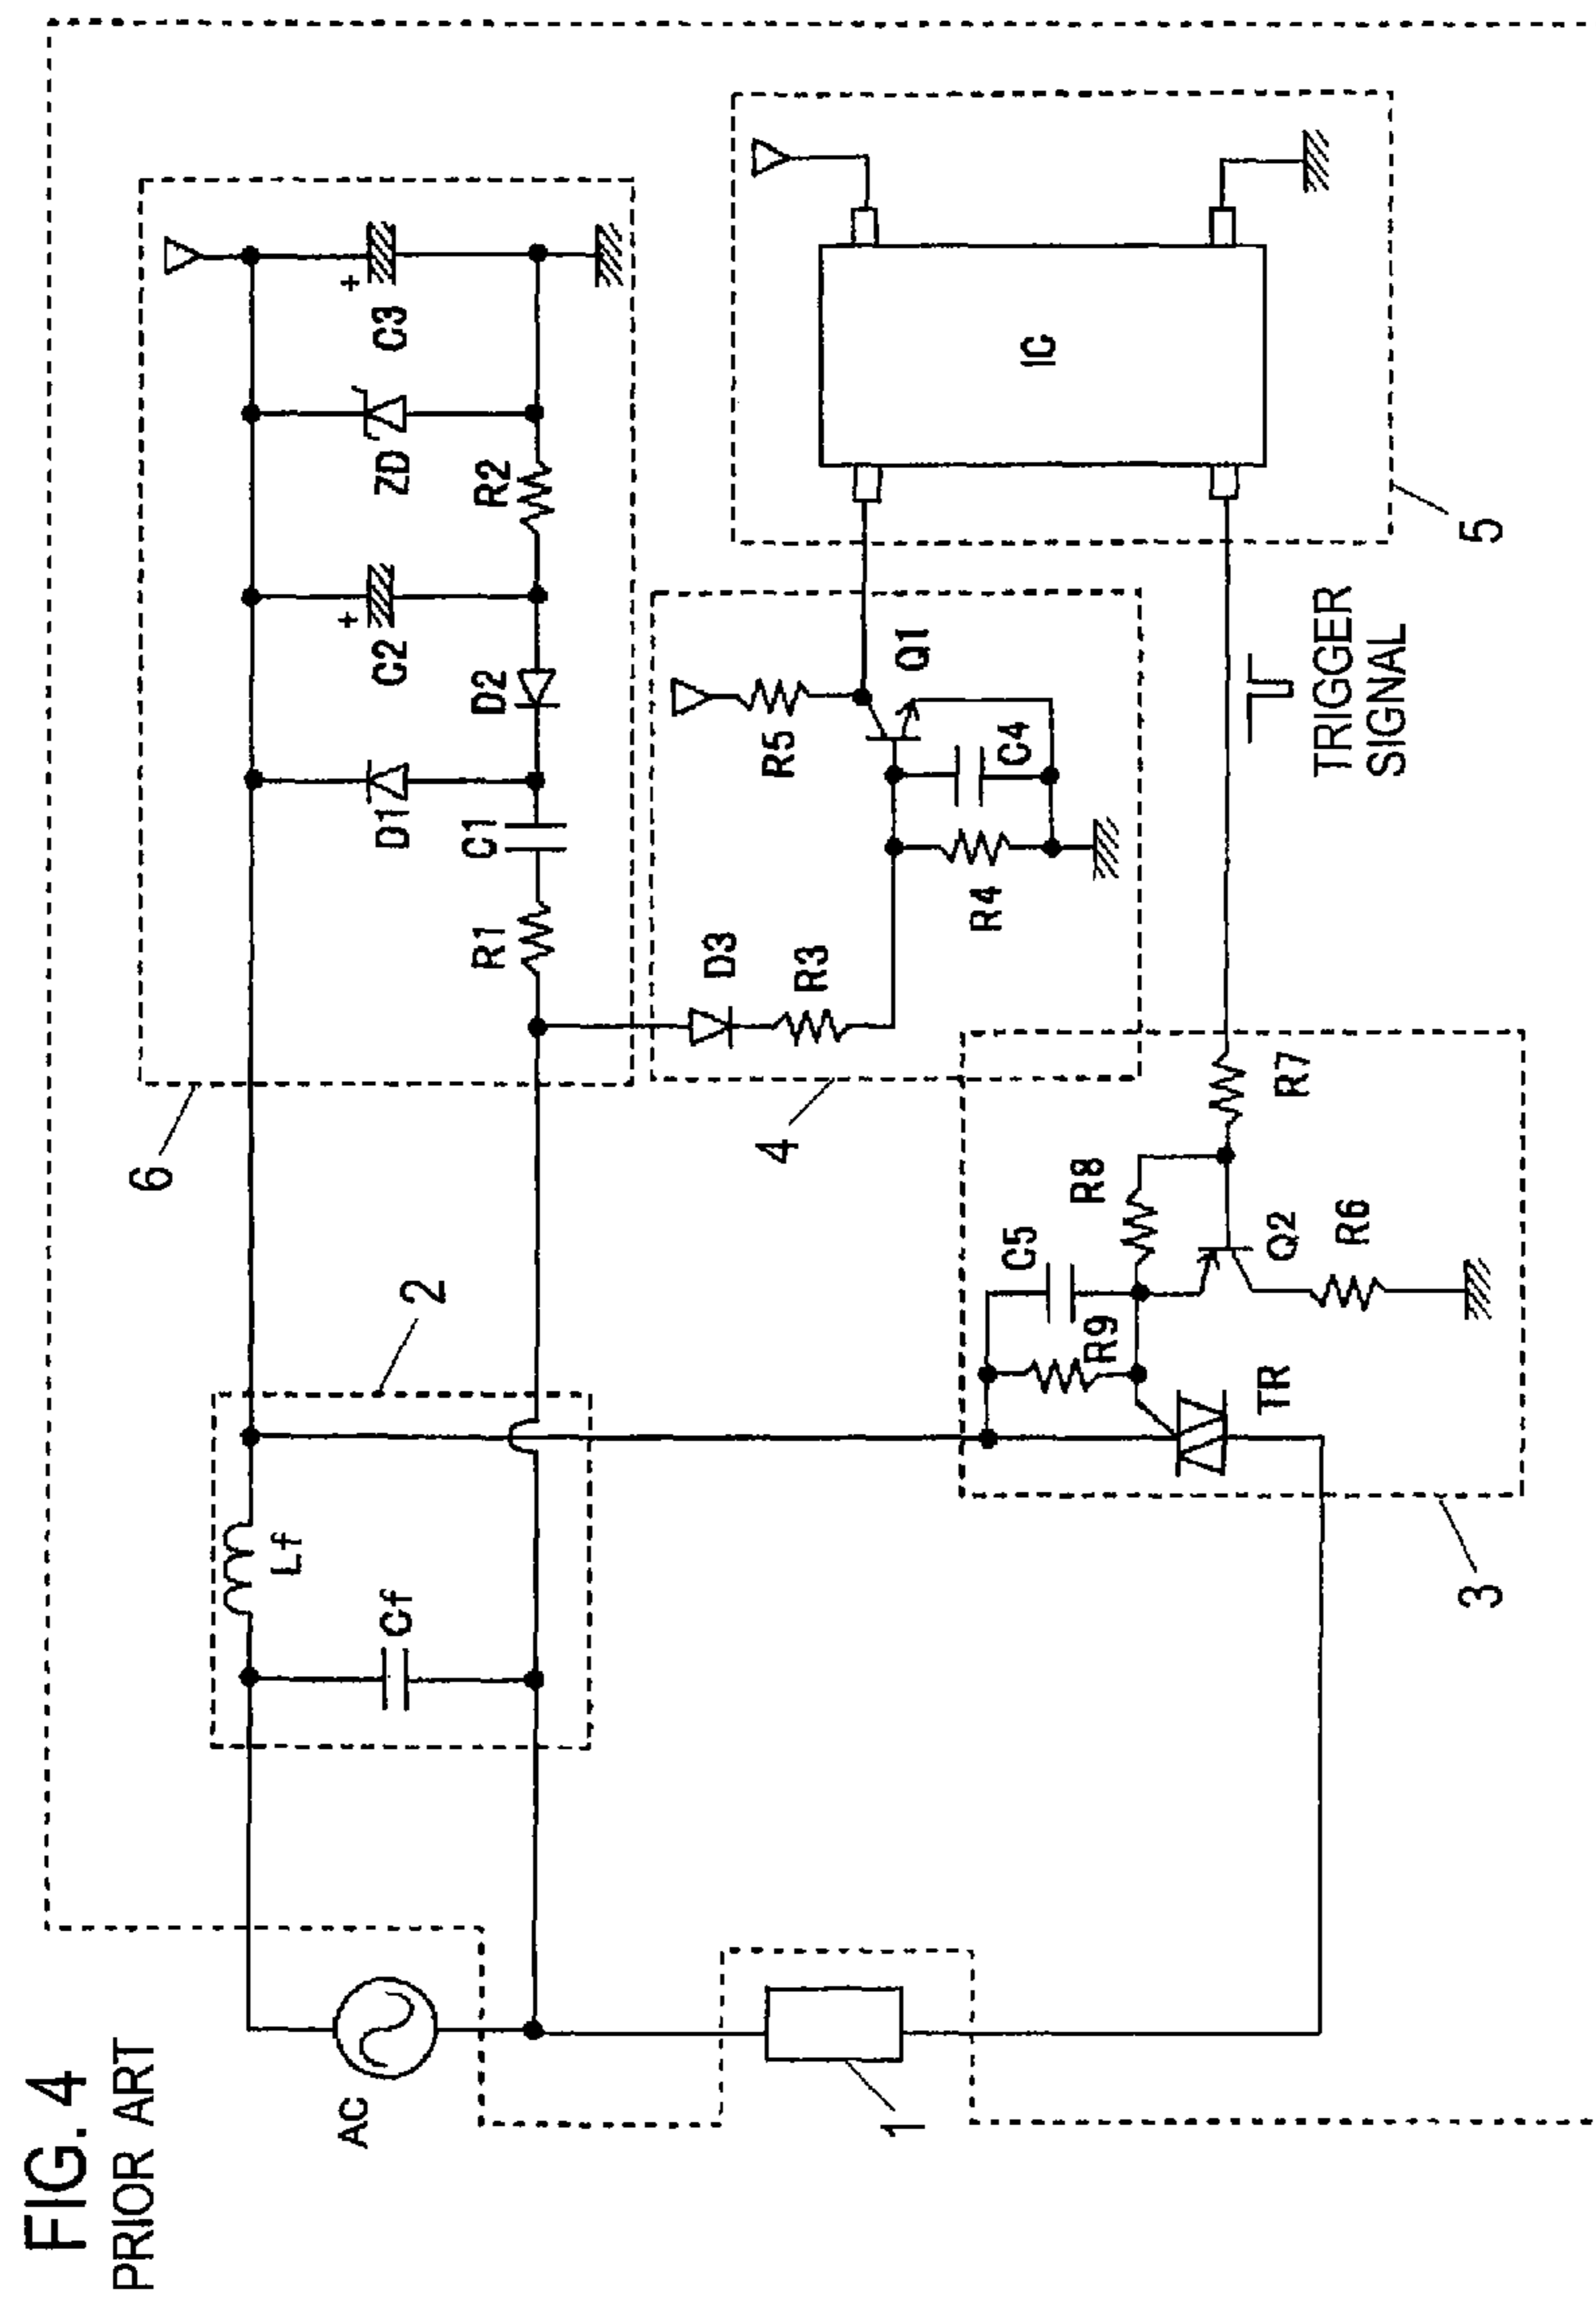 FIG. 4
PRIOR ART
AC
1
2
Lf
Cf
6
R1
C1
D1
D2
C2
R2
ZD
C3
+
+
4
D3
R3
R4
C4
R5
Q1
5
IC
TRIGGER
SIGNAL
3
TR
R9
C5
R8
Q2
R6
R7